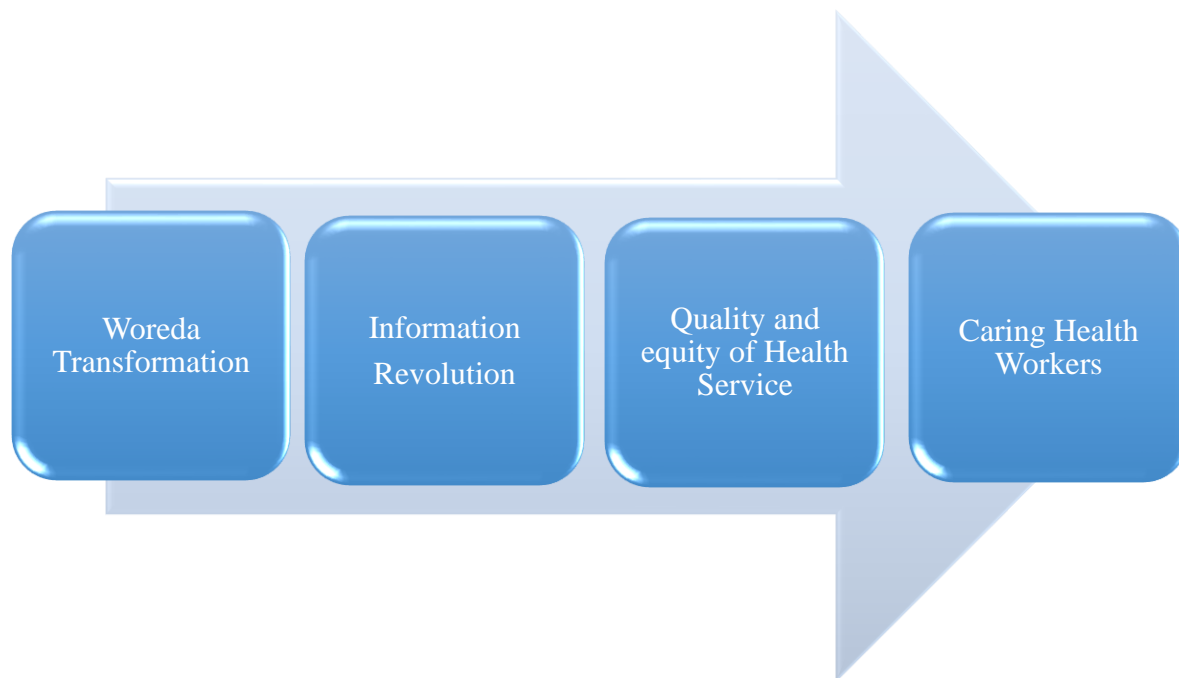 Woreda
Transformation
Information
Revolution
Quality and
equity of Health
Service
Caring Health
Workers